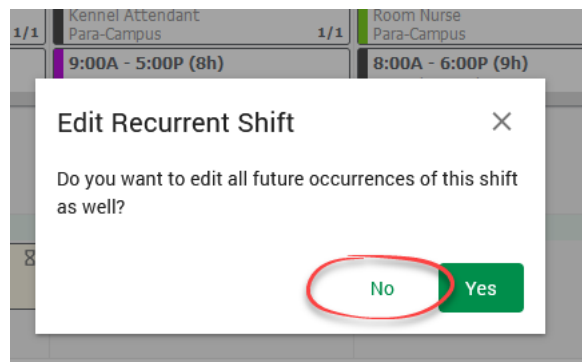 Kennel Attendant
Room Nurse
1/1 Para-Campus 1/1 Para-Campus
9:00A - 5:00P (8h) 8:00A - 6:00P (9h)
Edit Recurrent Shift
Do you want to edit all future occurrences of this shift
as well?
8
No Yes